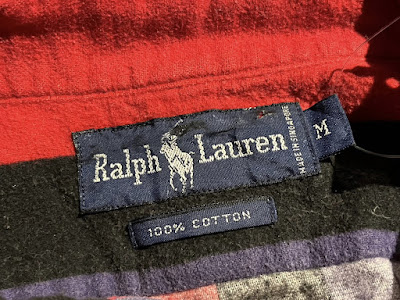 Ralph Lauren
MADE IN SINGAPORE
M
100% COTTON